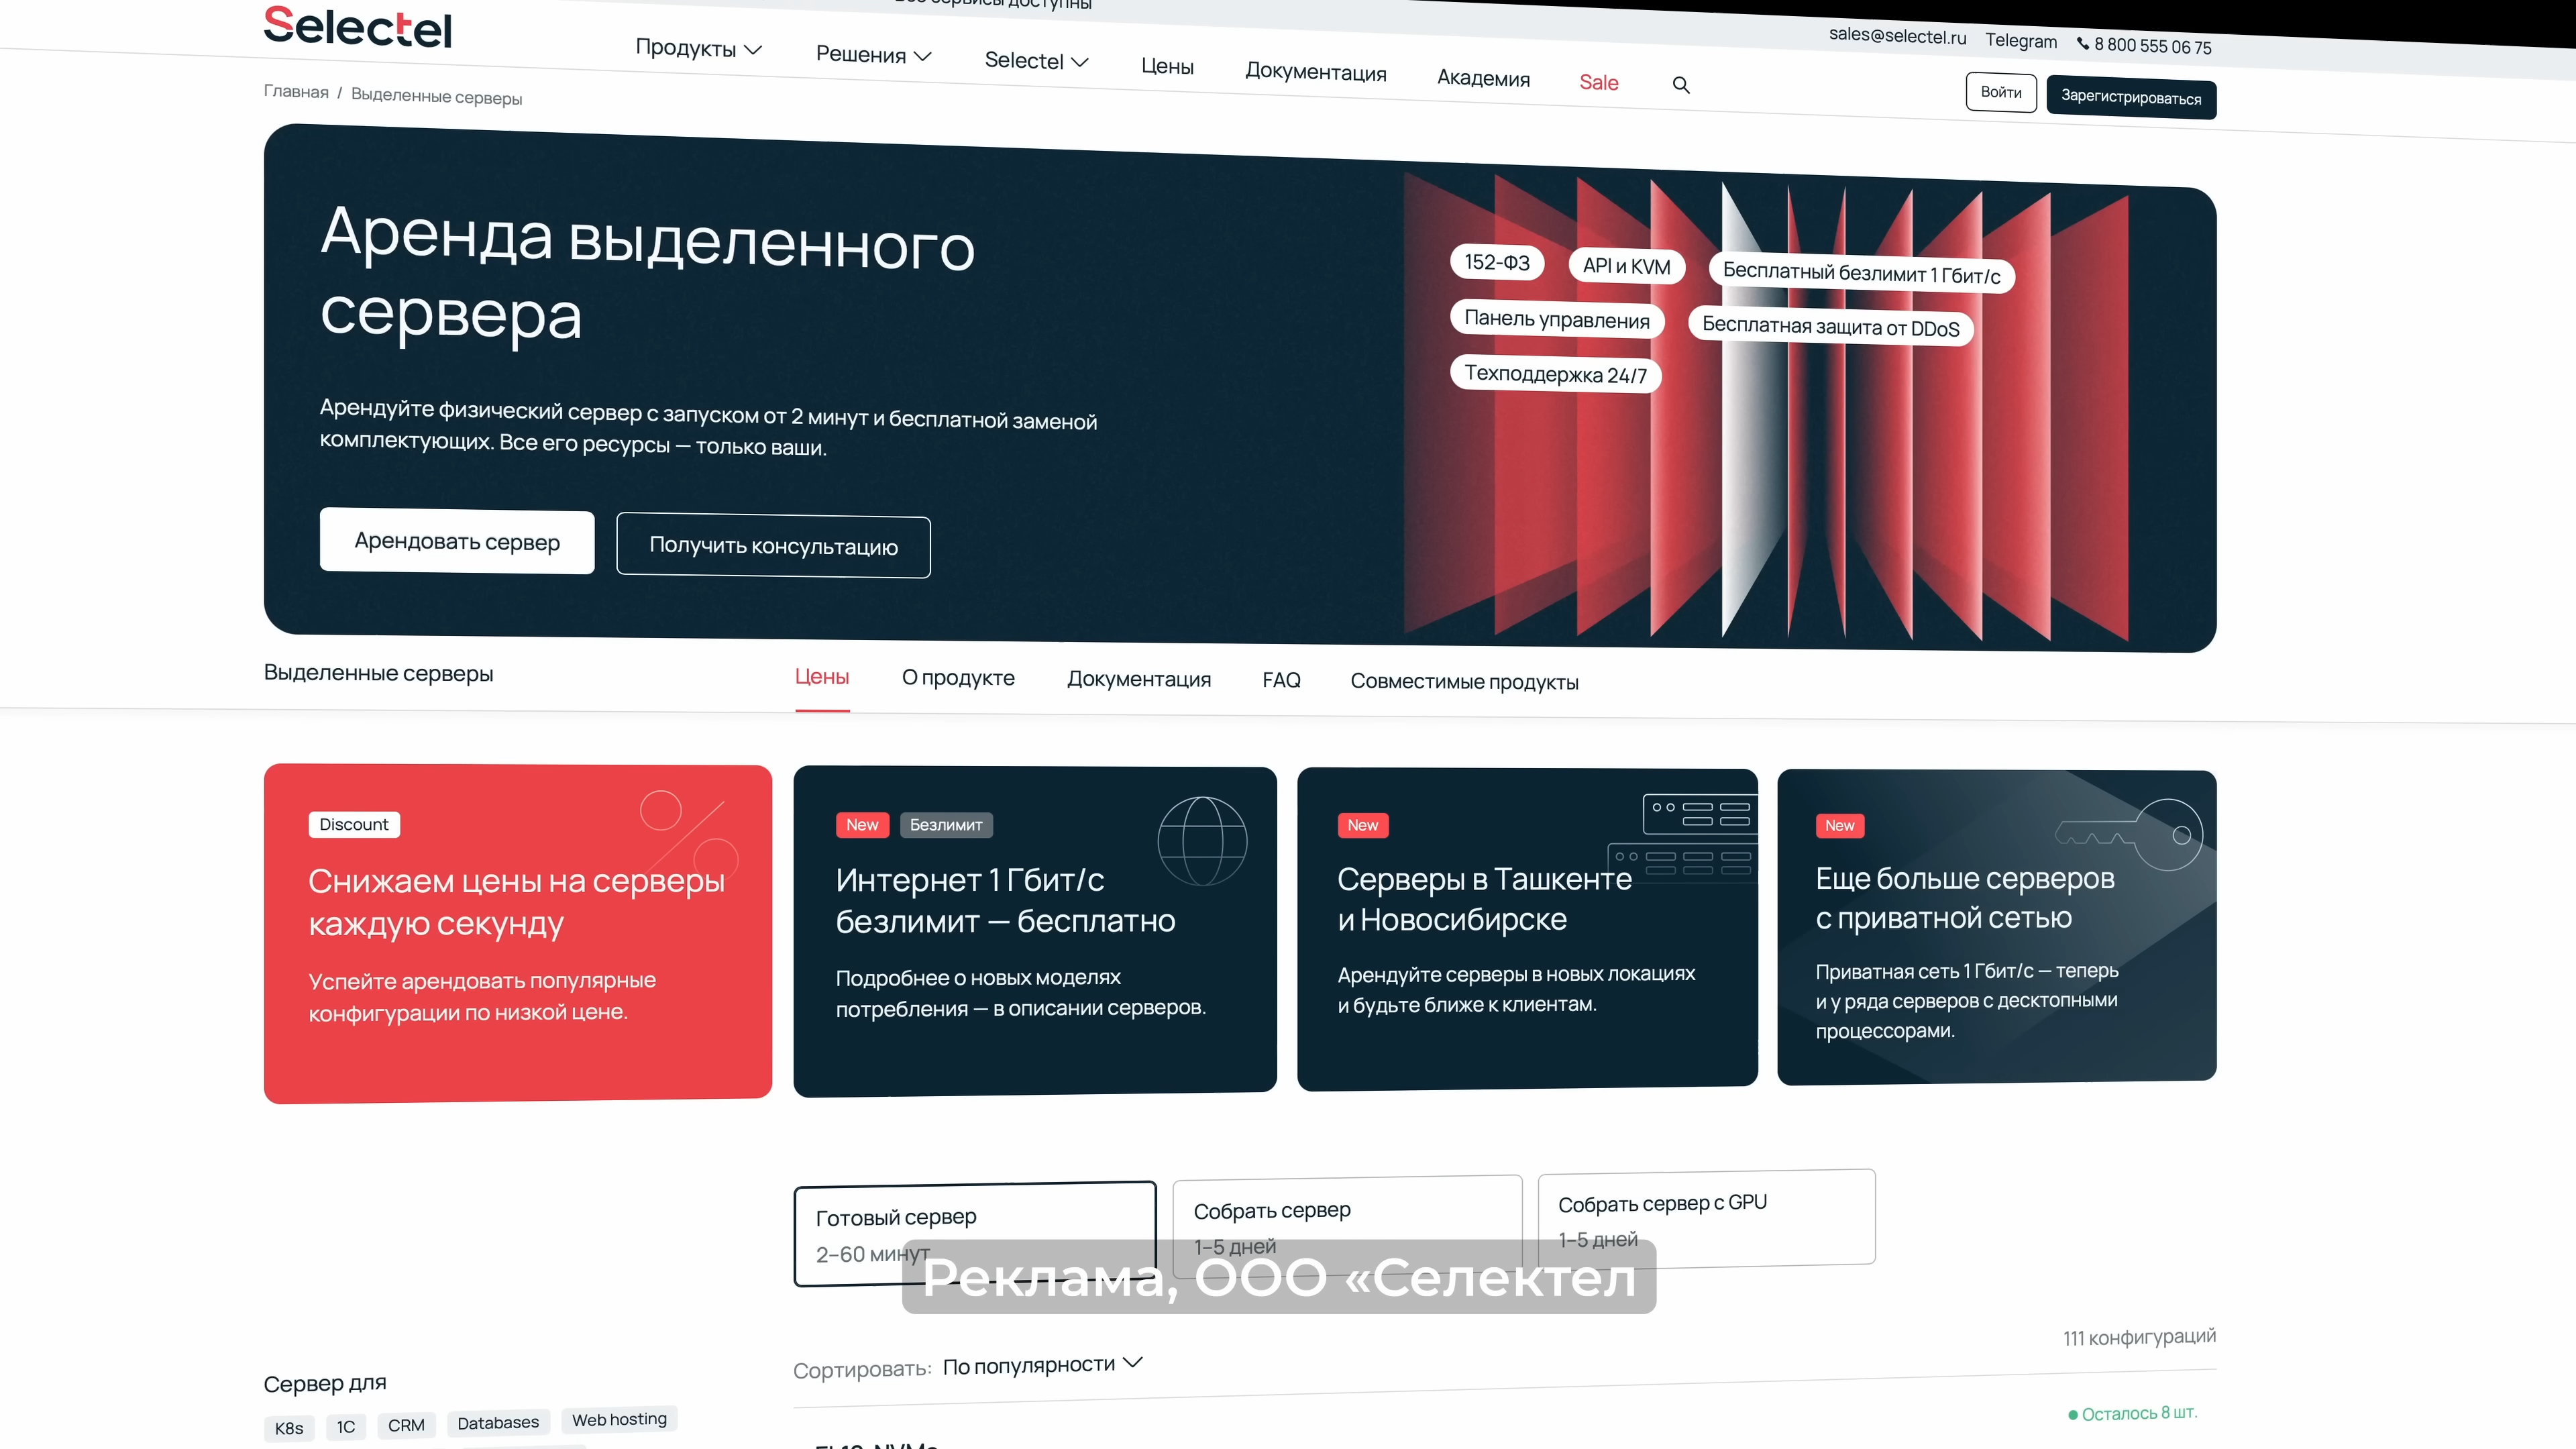 Все сервисы доступны
sales@selectel.ru Telegram 8 800 555 06 75
Selectel
Продукты Решения Selectel Цены Документация Академия Sale
Войти Зарегистрироваться
Главная / Выделенные серверы
Аренда выделенного
сервера
Арендуйте физический сервер с запуском от 2 минут и бесплатной заменой
комплектующих. Все его ресурсы — только ваши.
Арендовать сервер Получить консультацию
152-ФЗ API и KVM Бесплатный безлимит 1 Гбит/с
Панель управления Бесплатная защита от DDoS
Техподдержка 24/7
Выделенные серверы Цены О продукте Документация FAQ Совместимые продукты
Discount
Снижаем цены на серверы
каждую секунду
Успейте арендовать популярные
конфигурации по низкой цене.
New Безлимит
Интернет 1 Гбит/с
безлимит — бесплатно
Подробнее о новых моделях
потребления — в описании серверов.
New
Серверы в Ташкенте
и Новосибирске
Арендуйте серверы в новых локациях
и будьте ближе к клиентам.
New
Еще больше серверов
с приватной сетью
Приватная сеть 1 Гбит/с — теперь
и у ряда серверов с десктопными
процессорами.
Готовый сервер
2–60 минут
Собрать сервер
1–5 дней
Собрать сервер с GPU
1–5 дней
Реклама, ООО «Селектел
111 конфигураций
Сортировать: По популярности
Сервер для
K8s 1C CRM Databases Web hosting
Осталось 8 шт.